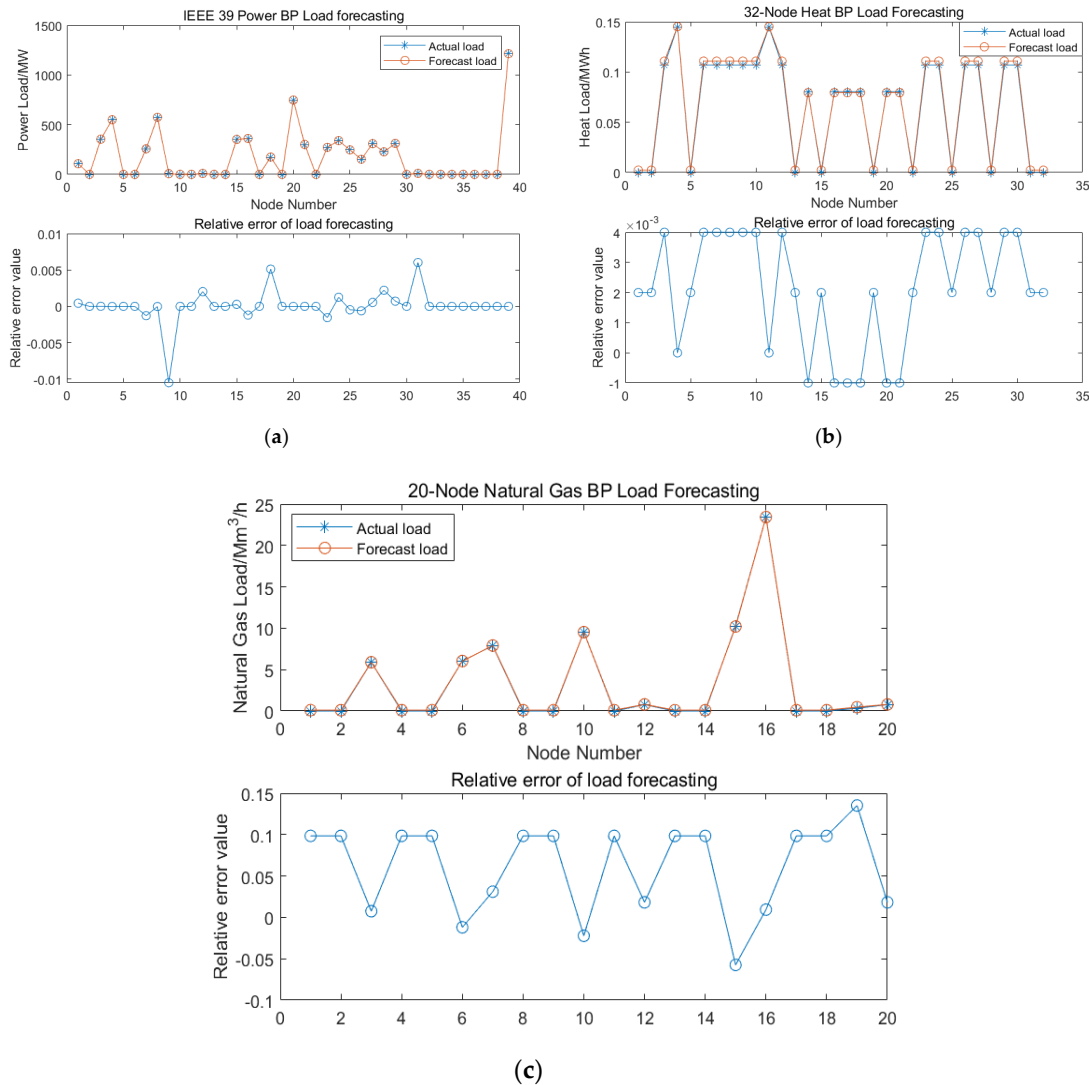 IEEE 39 Power BP Load forecasting
Power Load/MW
1500
1000
500
0
Actual load
Forecast load
0 5 10 15 20 25 30 35 40
Node Number
Relative error of load forecasting
Relative error value
0.01
0.005
0
-0.005
-0.01
0 5 10 15 20 25 30 35 40
(a)
32-Node Heat BP Load Forecasting
Heat Load/MWh
0.15
0.1
0.05
0
Actual load
Forecast load
0 5 10 15 20 25 30 35
Node Number
Relative error of load forecasting
×10⁻³
Relative error value
4
3
2
1
0
-1
0 5 10 15 20 25 30 35
(b)
20-Node Natural Gas BP Load Forecasting
Natural Gas Load/Mm³/h
25
20
15
10
5
0
Actual load
Forecast load
0 2 4 6 8 10 12 14 16 18 20
Node Number
Relative error of load forecasting
Relative error value
0.15
0.1
0.05
0
-0.05
-0.1
0 2 4 6 8 10 12 14 16 18 20
(c)